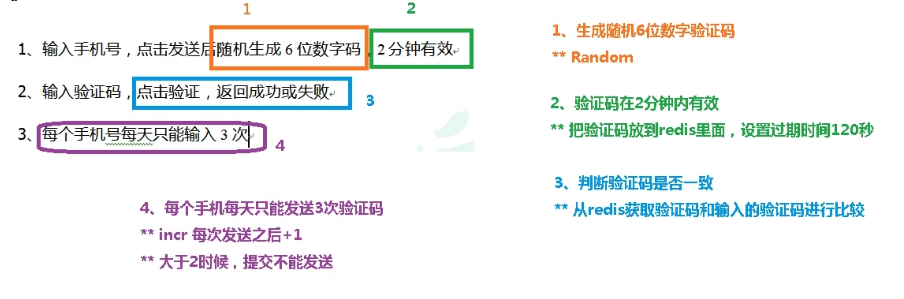 1
2
1、输入手机号，点击发送后随机生成 6 位数字码，2 分钟有效
2、输入验证码，点击验证，返回成功或失败
3
3、每个手机号每天只能输入 3 次
4
4、每个手机每天只能发送3次验证码
** incr 每次发送之后+1
** 大于2时候，提交不能发送
1、生成随机6位数字验证码
** Random
2、验证码在2分钟内有效
** 把验证码放到redis里面，设置过期时间120秒
3、判断验证码是否一致
** 从redis获取验证码和输入的验证码进行比较